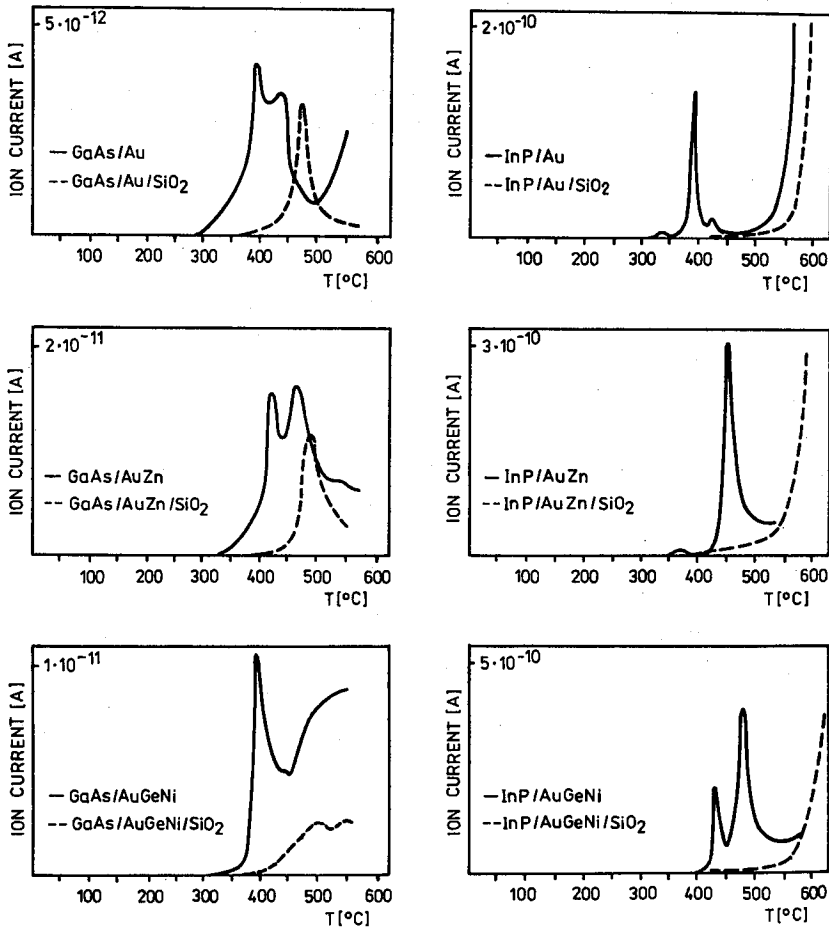 5·10⁻¹²
ION CURRENT [A]
— GaAs/Au
--- GaAs/Au/SiO₂
100 200 300 400 500 600
T[°C]
2·10⁻¹⁰
ION CURRENT [A]
— InP/Au
--- InP/Au/SiO₂
100 200 300 400 500 600
T[°C]
2·10⁻¹¹
ION CURRENT [A]
— GaAs/AuZn
--- GaAs/AuZn/SiO₂
100 200 300 400 500 600
T[°C]
3·10⁻¹⁰
ION CURRENT [A]
— InP/AuZn
--- InP/AuZn/SiO₂
100 200 300 400 500 600
T[°C]
1·10⁻¹¹
ION CURRENT [A]
— GaAs/AuGeNi
--- GaAs/AuGeNi/SiO₂
100 200 300 400 500 600
T[°C]
5·10⁻¹⁰
ION CURRENT [A]
— InP/AuGeNi
--- InP/AuGeNi/SiO₂
100 200 300 400 500 600
T[°C]